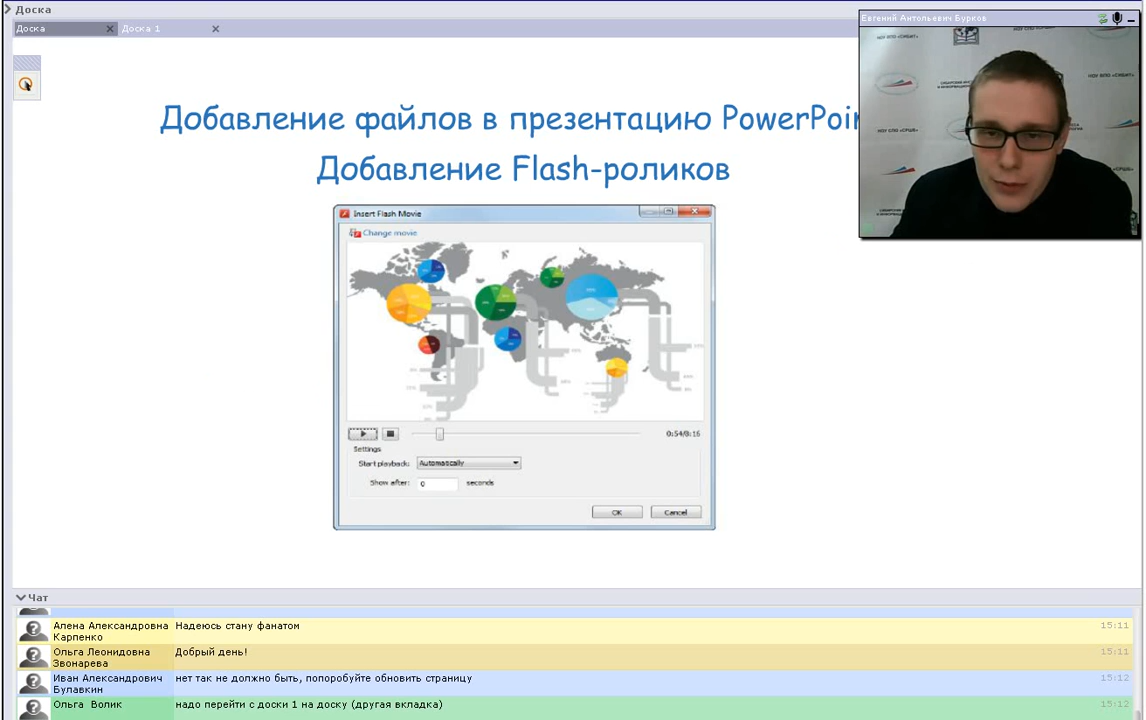 Доска
Доска
Доска 1
Евгений Антольевич Бурков
Добавление файлов в презентацию PowerPoin
Добавление Flash-роликов
Insert Flash Movie
Change movie
0:54/8:16
Settings
Start playback: Automatically
Show after: 0 seconds
OK Cancel
Чат
Алена Александровна Карпенко
Надеюсь стану фанатом
15:11
Ольга Леонидовна Звонарева
Добрый день!
15:11
Иван Александрович Булавкин
нет так не должно быть, попоробуйте обновить страницу
15:12
Ольга Волик
надо перейти с доски 1 на доску (другая вкладка)
15:12